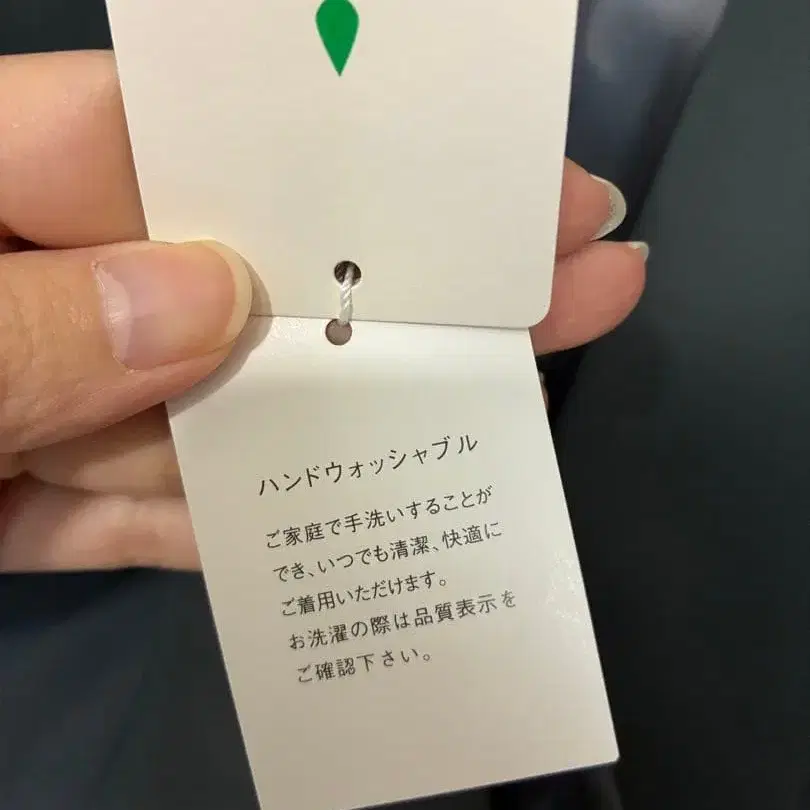 ハンドウォッシャブル
ご家庭で手洗いすることが
でき、いつでも清潔、快適に
ご着用いただけます。
お洗濯の際は品質表示を
ご確認下さい。